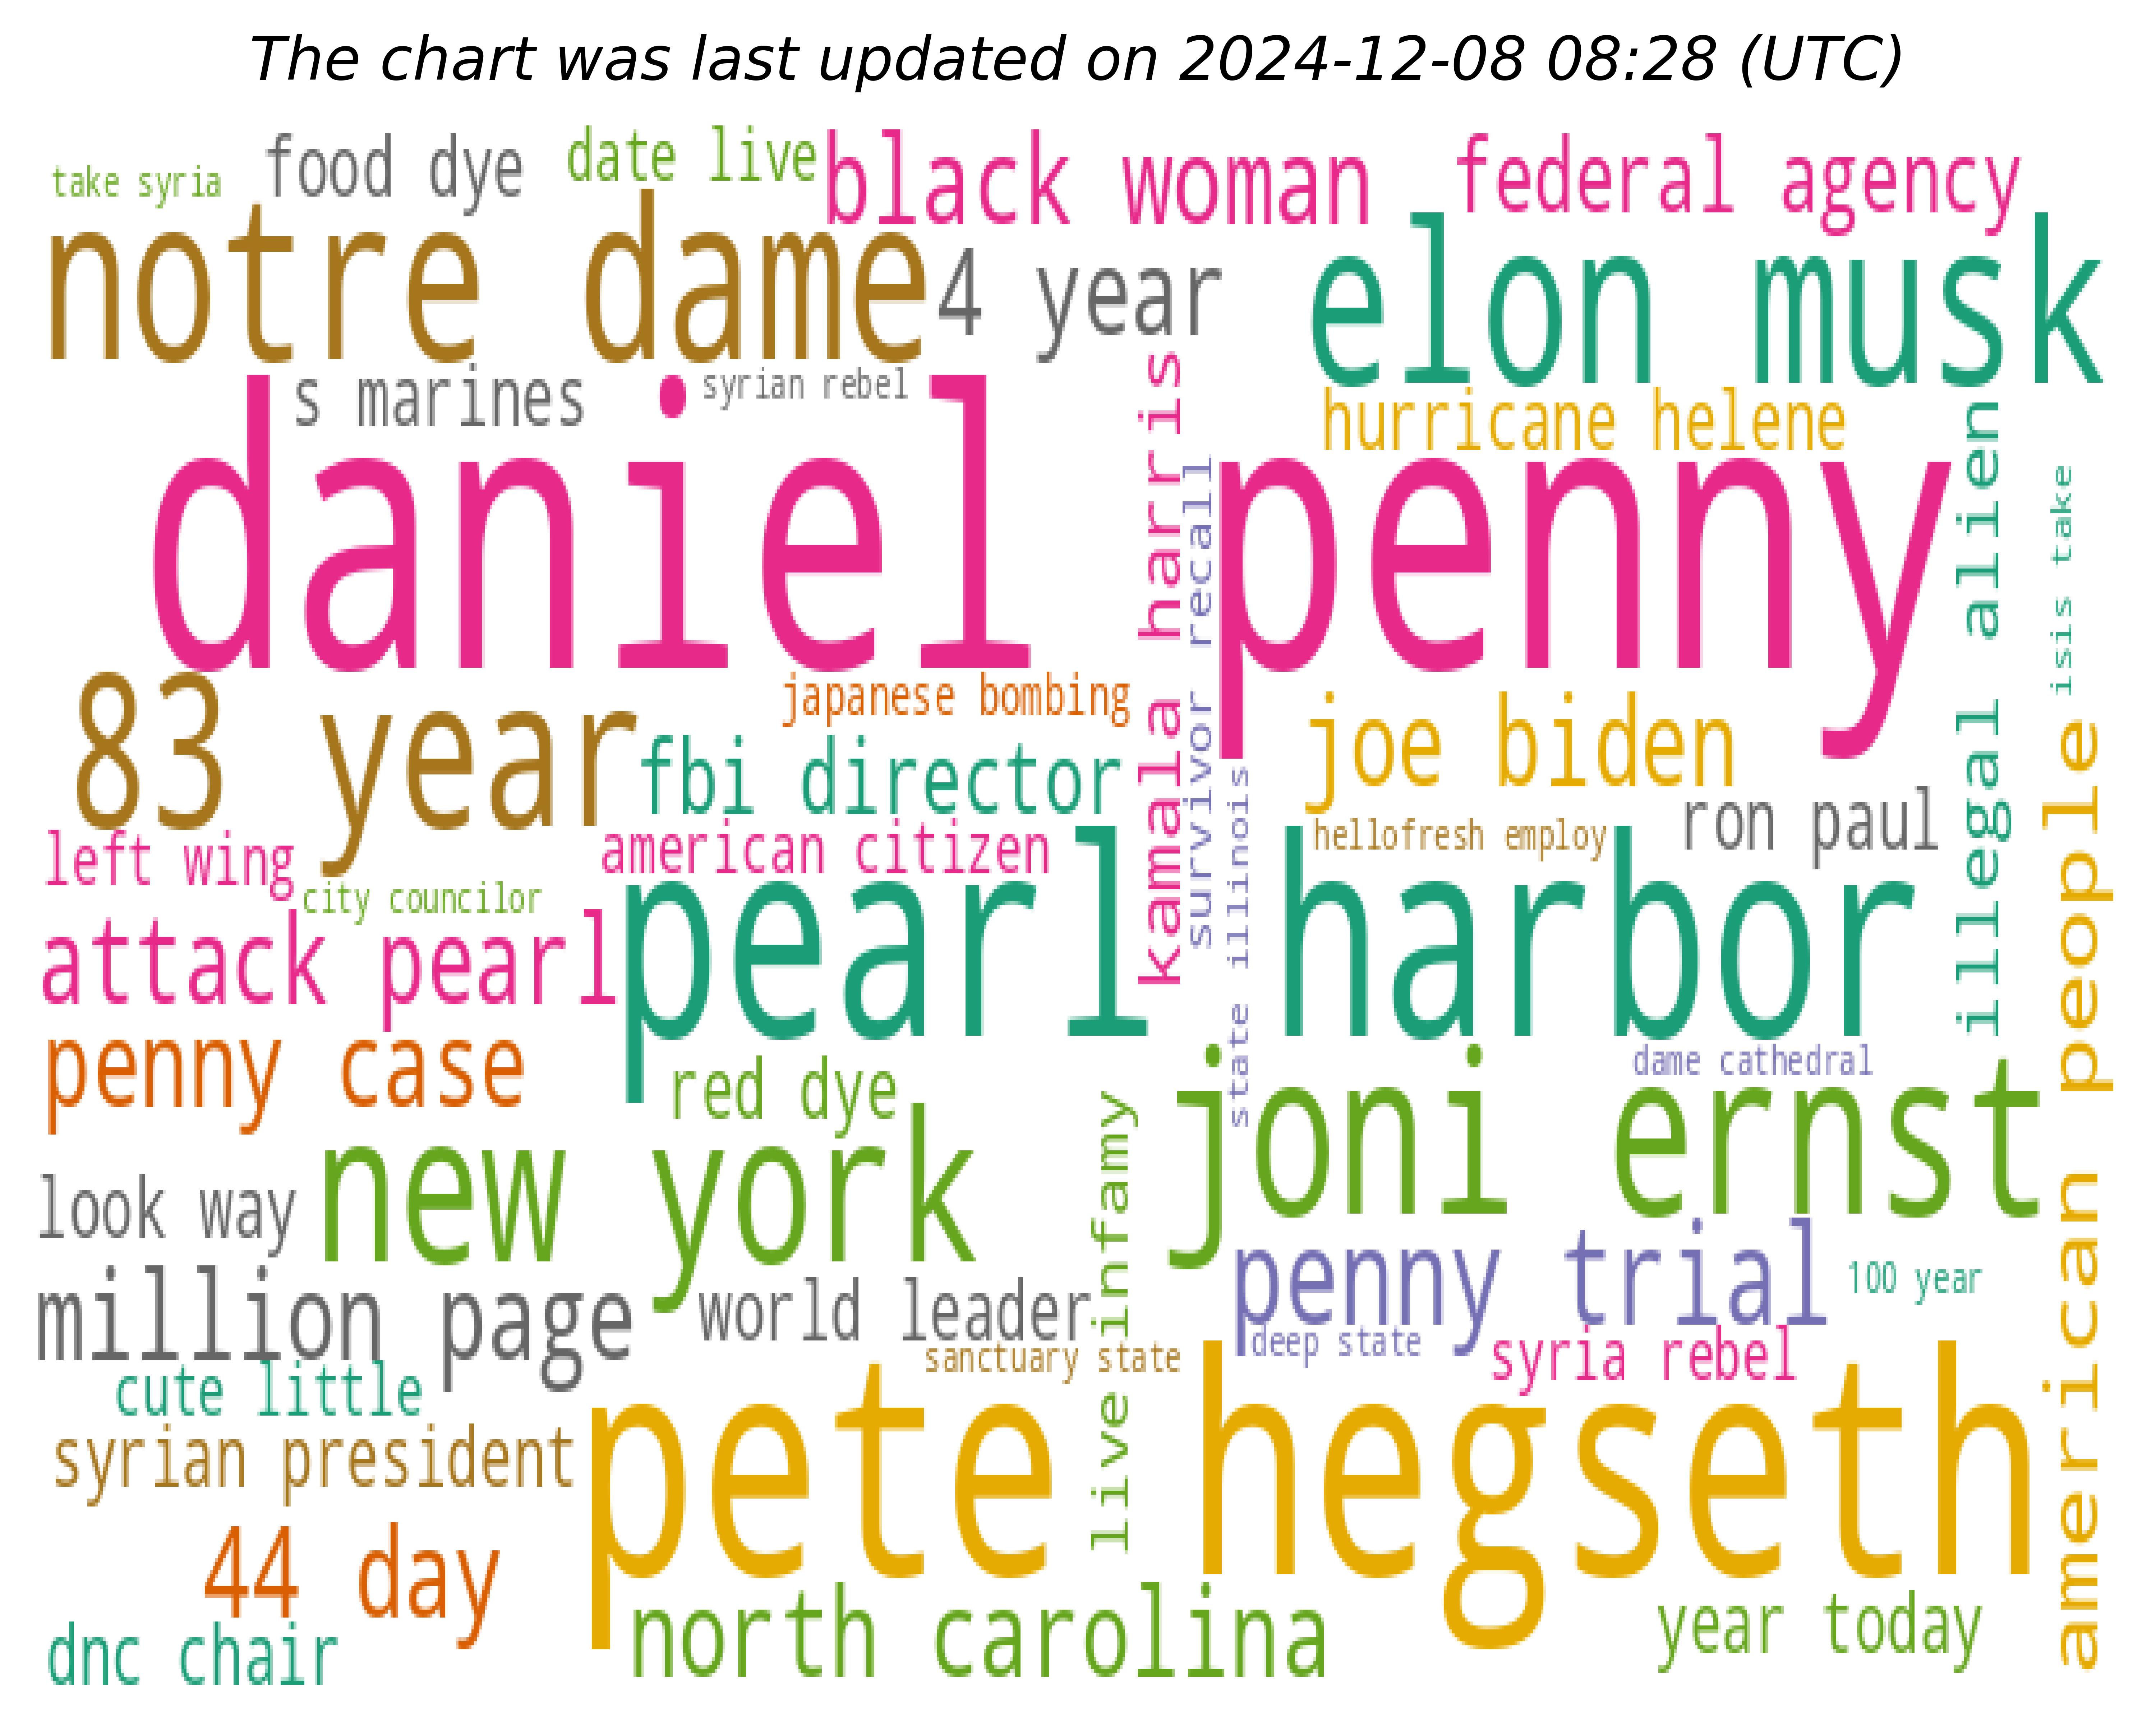 The chart was last updated on 2024-12-08 08:28 (UTC)
take syria
food dye
date live
black woman
federal agency
notre dame
4 year
elon musk
s marines
syrian rebel
hurricane helene
daniel penny
kamala harris
survivor recall
illegal alien
isis take
83 year
japanese bombing
fbi director
joe biden
ron paul
hellofresh employ
left wing
american citizen
city councilor
state illinois
american people
attack pearl
pearl harbor
penny case
red dye
dame cathedral
joni ernst
look way
new york
live infamy
penny trial
100 year
million page
world leader
deep state
syria rebel
sanctuary state
cute little
syrian president
pete hegseth
44 day
north carolina
year today
dnc chair